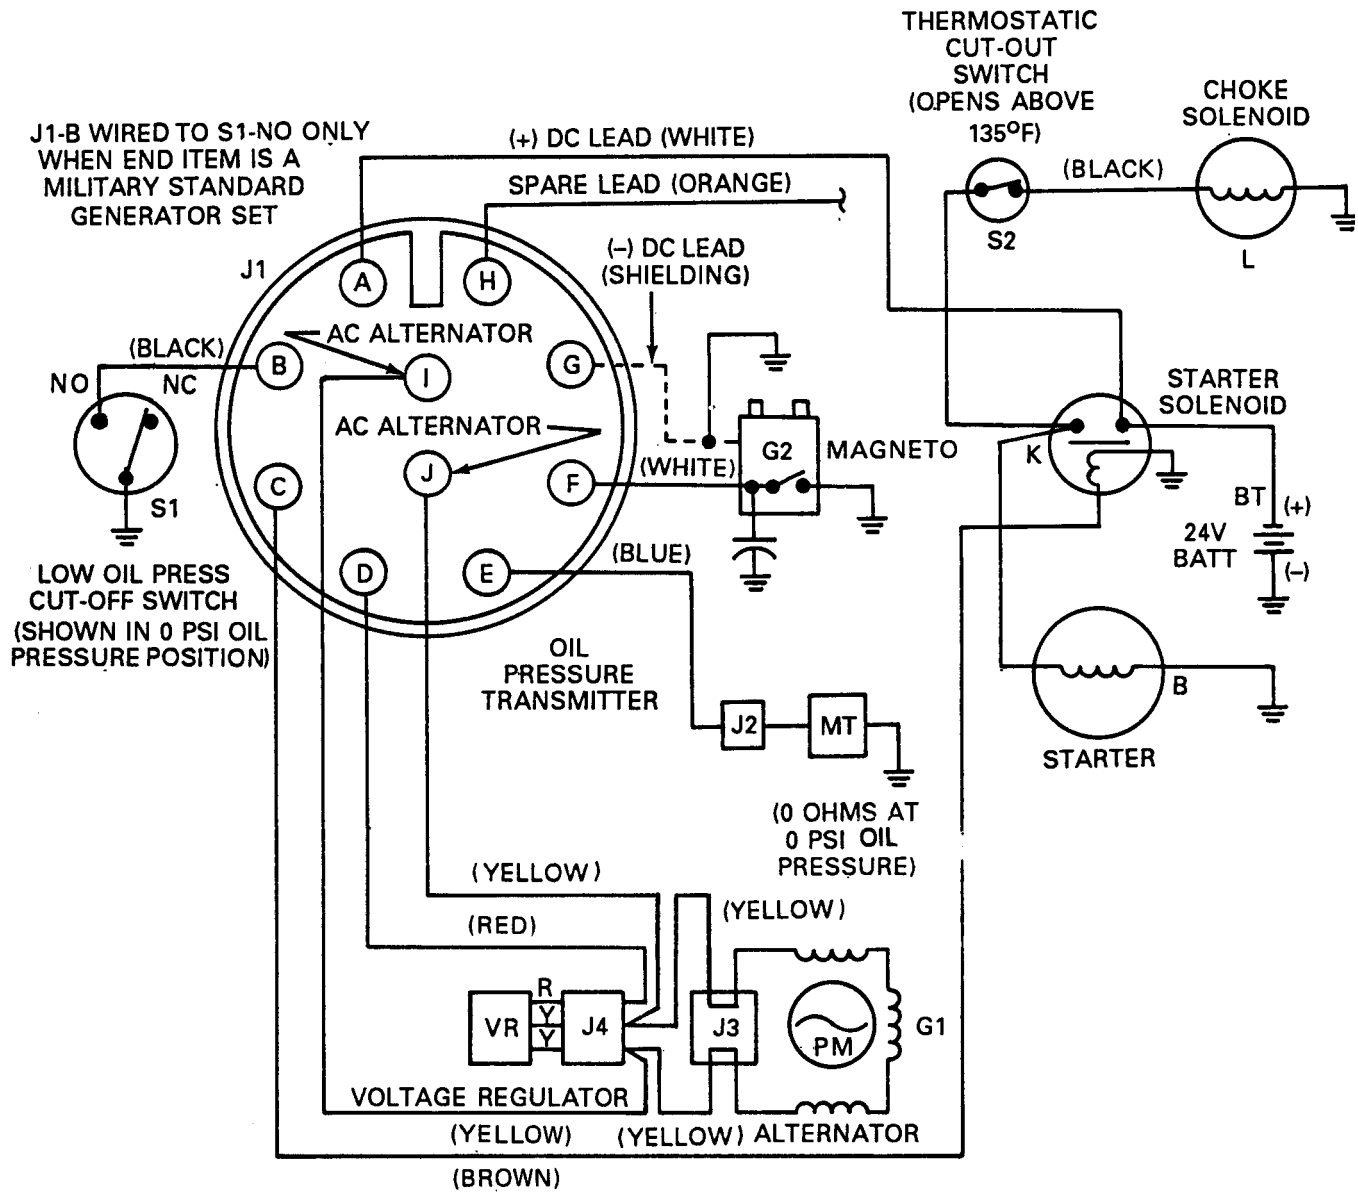 THERMOSTATIC
CUT-OUT
SWITCH
(OPENS ABOVE
135ºF)
CHOKE
SOLENOID
J1-B WIRED TO S1-NO ONLY
WHEN END ITEM IS A
MILITARY STANDARD
GENERATOR SET
(+) DC LEAD (WHITE)
SPARE LEAD (ORANGE)
(BLACK)
S2
L
(–) DC LEAD
(SHIELDING)
J1
A
H
AC ALTERNATOR
(BLACK)
B
I
G
NO
NC
AC ALTERNATOR
J
C
F
S1
(WHITE)
G2
MAGNETO
STARTER
SOLENOID
K
BT
(+)
24V
BATT
(–)
D
E
(BLUE)
LOW OIL PRESS
CUT-OFF SWITCH
(SHOWN IN 0 PSI OIL
PRESSURE POSITION)
OIL
PRESSURE
TRANSMITTER
J2
MT
B
STARTER
(0 OHMS AT
0 PSI OIL
PRESSURE)
(YELLOW)
(RED)
(YELLOW)
VR
R
Y
Y
J4
J3
PM
G1
VOLTAGE REGULATOR
(YELLOW)
(YELLOW)
ALTERNATOR
(BROWN)